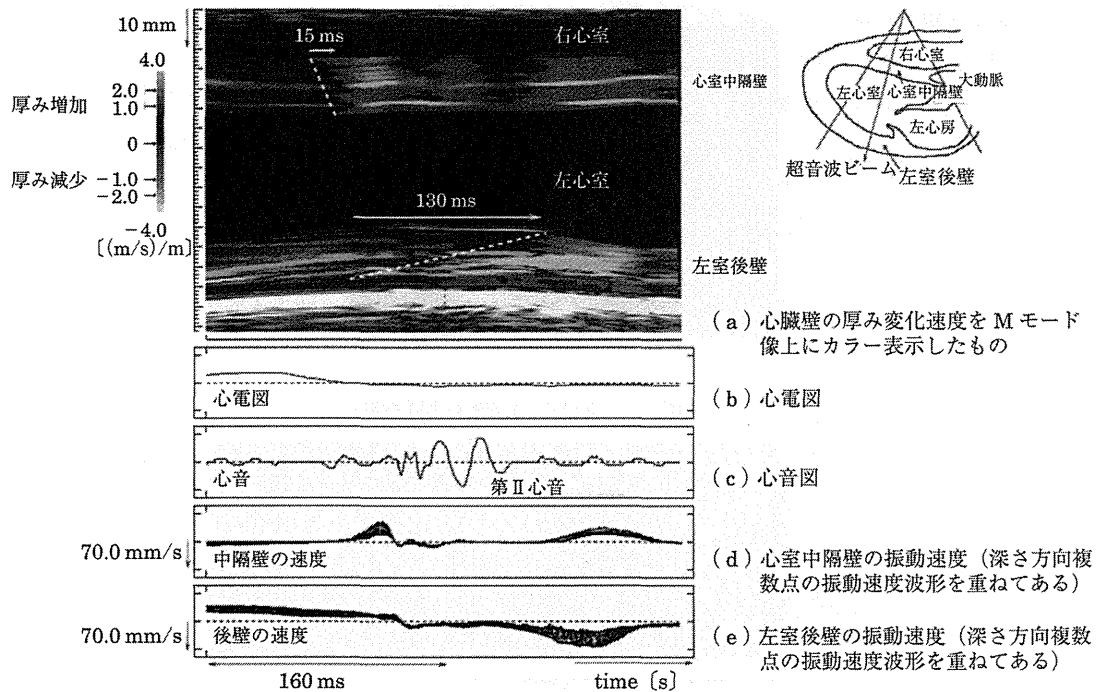 10 mm
15 ms
右心室
4.0
2.0
厚み増加
1.0
0
厚み減少
-1.0
-2.0
-4.0
〔(m/s)/m〕
心室中隔壁
左心室
130 ms
左室後壁
右心室
大動脈
左心室
心室中隔壁
左心房
超音波ビーム
左室後壁
(a) 心臓壁の厚み変化速度を M モード
像上にカラー表示したもの
心電図
(b) 心電図
心音
第Ⅱ心音
(c) 心音図
70.0 mm/s
中隔壁の速度
(d) 心室中隔壁の振動速度（深さ方向複
数点の振動速度波形を重ねてある）
70.0 mm/s
後壁の速度
(e) 左室後壁の振動速度（深さ方向複数
点の振動速度波形を重ねてある）
160 ms
time〔s〕